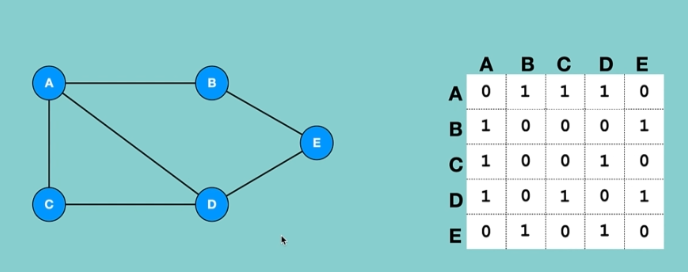 A B
E
C D
A B C D E
A 0 1 1 1 0
B 1 0 0 0 1
C 1 0 0 1 0
D 1 0 1 0 1
E 0 1 0 1 0